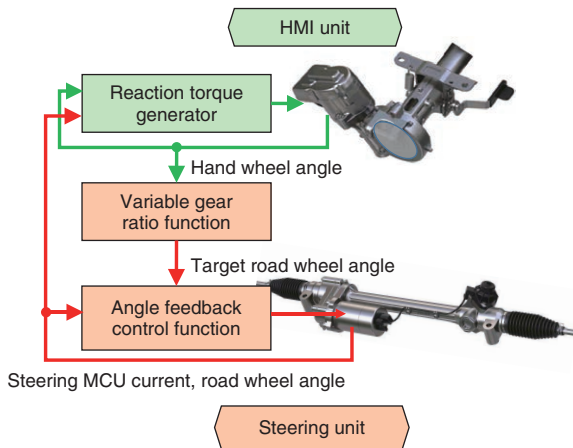 HMI unit
Reaction torque
generator
Hand wheel angle
Variable gear
ratio function
Target road wheel angle
Angle feedback
control function
Steering MCU current, road wheel angle
Steering unit